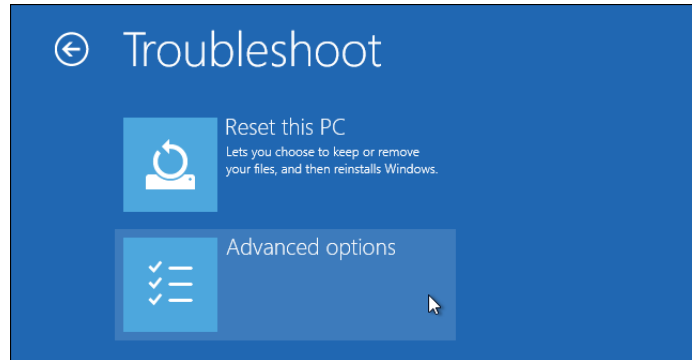 Troubleshoot
Reset this PC
Lets you choose to keep or remove
your files, and then reinstalls Windows.
Advanced options